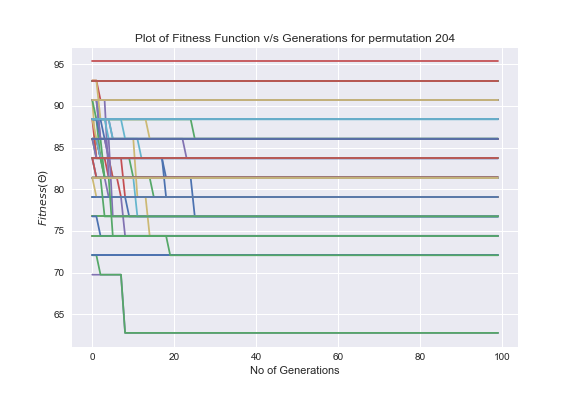 Plot of Fitness Function v/s Generations for permutation 204
95
90
85
80
75
70
65
Fitness(Θ)
0 20 40 60 80 100
No of Generations